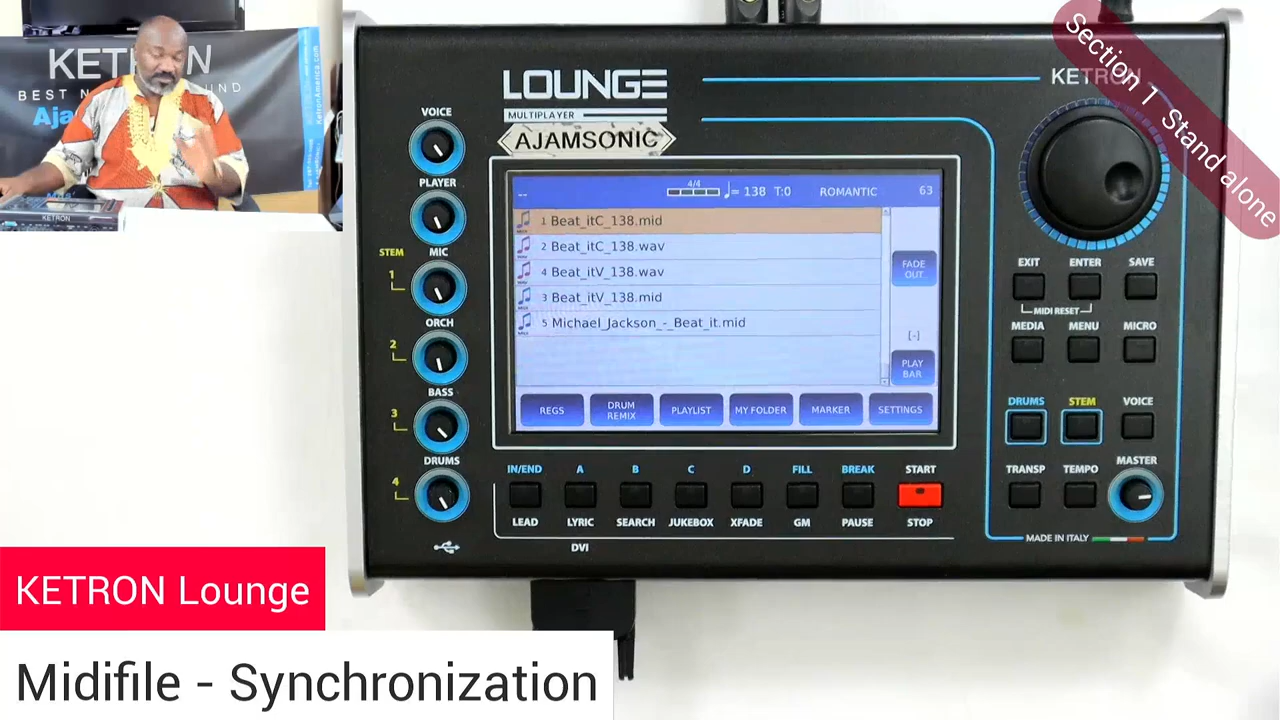 KETRON
BEST N UND
Aja
KETRON
Section 1 Stand alone
LOUNGE
MULTIPLAYER
AJAMSONIC
KETRON
VOICE
PLAYER
STEM
MIC
1
ORCH
2
BASS
3
DRUMS
4
--
4/4
= 138 T:0
ROMANTIC
63
1 Beat_itC_138.mid
2 Beat_itC_138.wav
4 Beat_itV_138.wav
3 Beat_itV_138.mid
5 Michael_Jackson_-_Beat_it.mid
FADE OUT
[-]
PLAY BAR
REGS
DRUM REMIX
PLAYLIST
MY FOLDER
MARKER
SETTINGS
EXIT ENTER SAVE
MIDI RESET
MEDIA MENU MICRO
DRUMS STEM VOICE
TRANSP TEMPO MASTER
IN/END A B C D FILL BREAK START
LEAD LYRIC SEARCH JUKEBOX XFADE GM PAUSE STOP
DVI
MADE IN ITALY
KETRON Lounge
Midifile - Synchronization